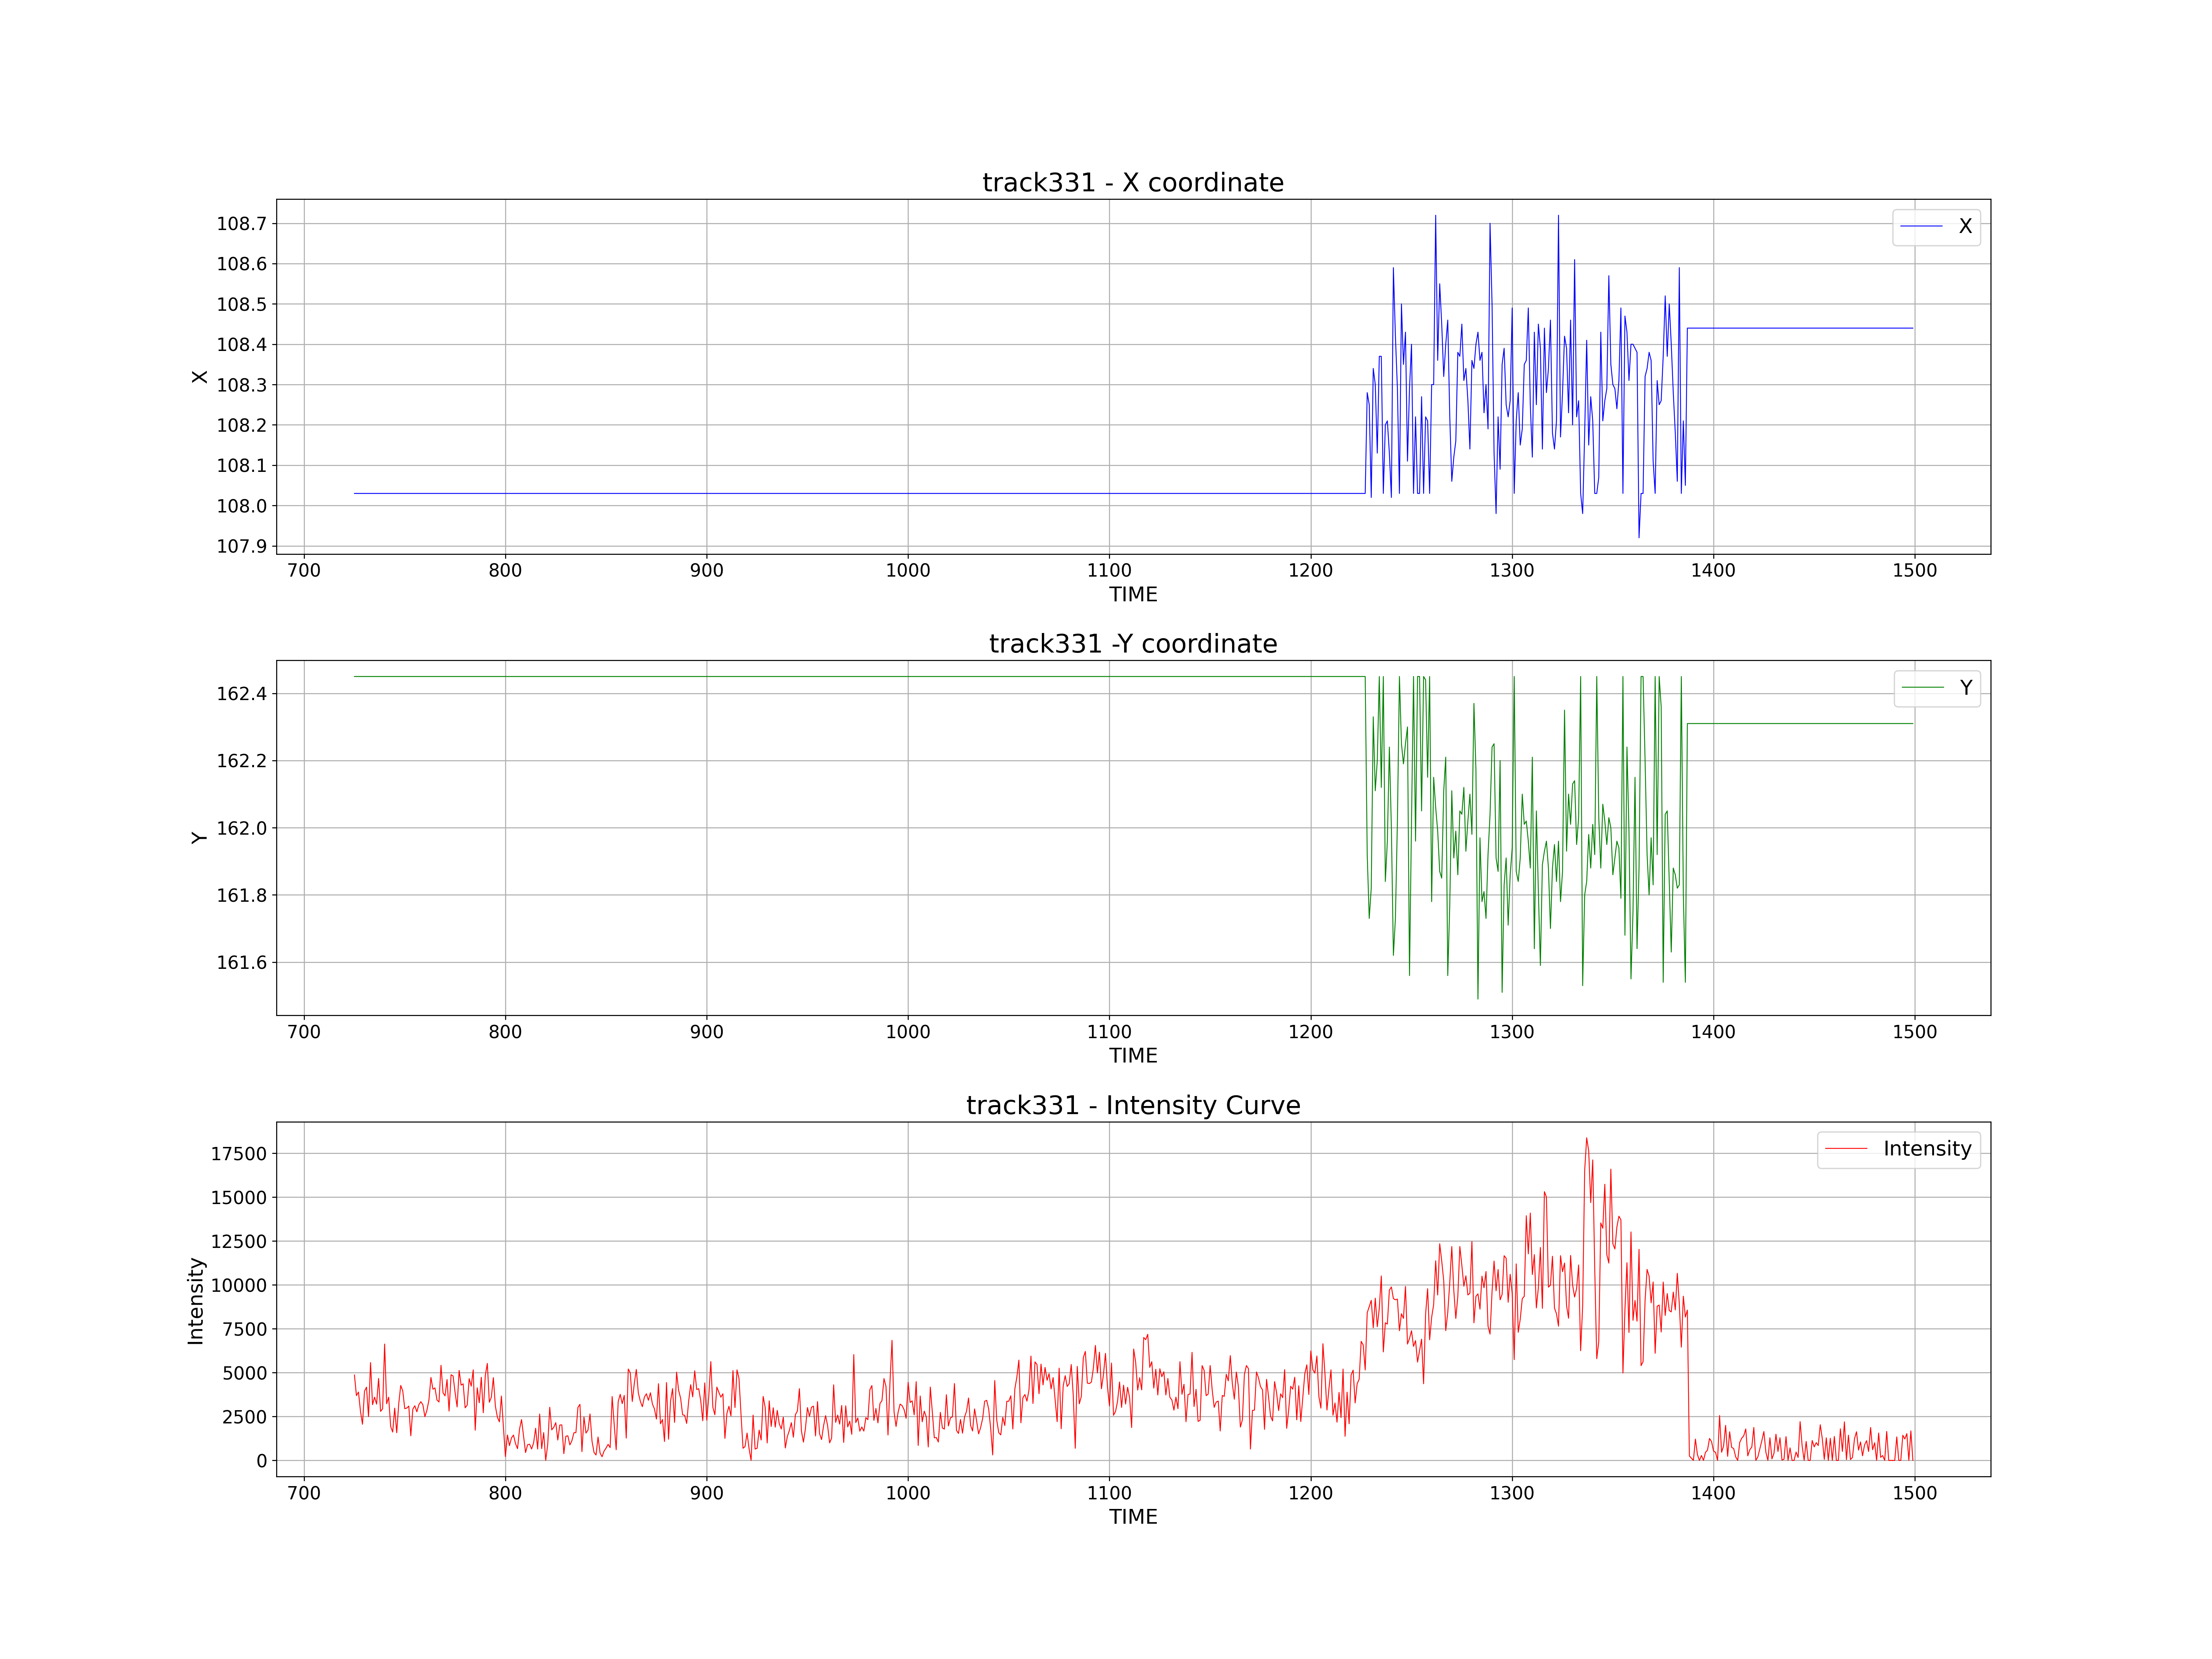 track331 - X coordinate
X
108.7
108.6
108.5
108.4
108.3
108.2
108.1
108.0
107.9
X
700 800 900 1000 1100 1200 1300 1400 1500
TIME
track331 -Y coordinate
Y
162.4
162.2
162.0
161.8
161.6
Y
700 800 900 1000 1100 1200 1300 1400 1500
TIME
track331 - Intensity Curve
Intensity
17500
15000
12500
10000
7500
5000
2500
0
Intensity
700 800 900 1000 1100 1200 1300 1400 1500
TIME